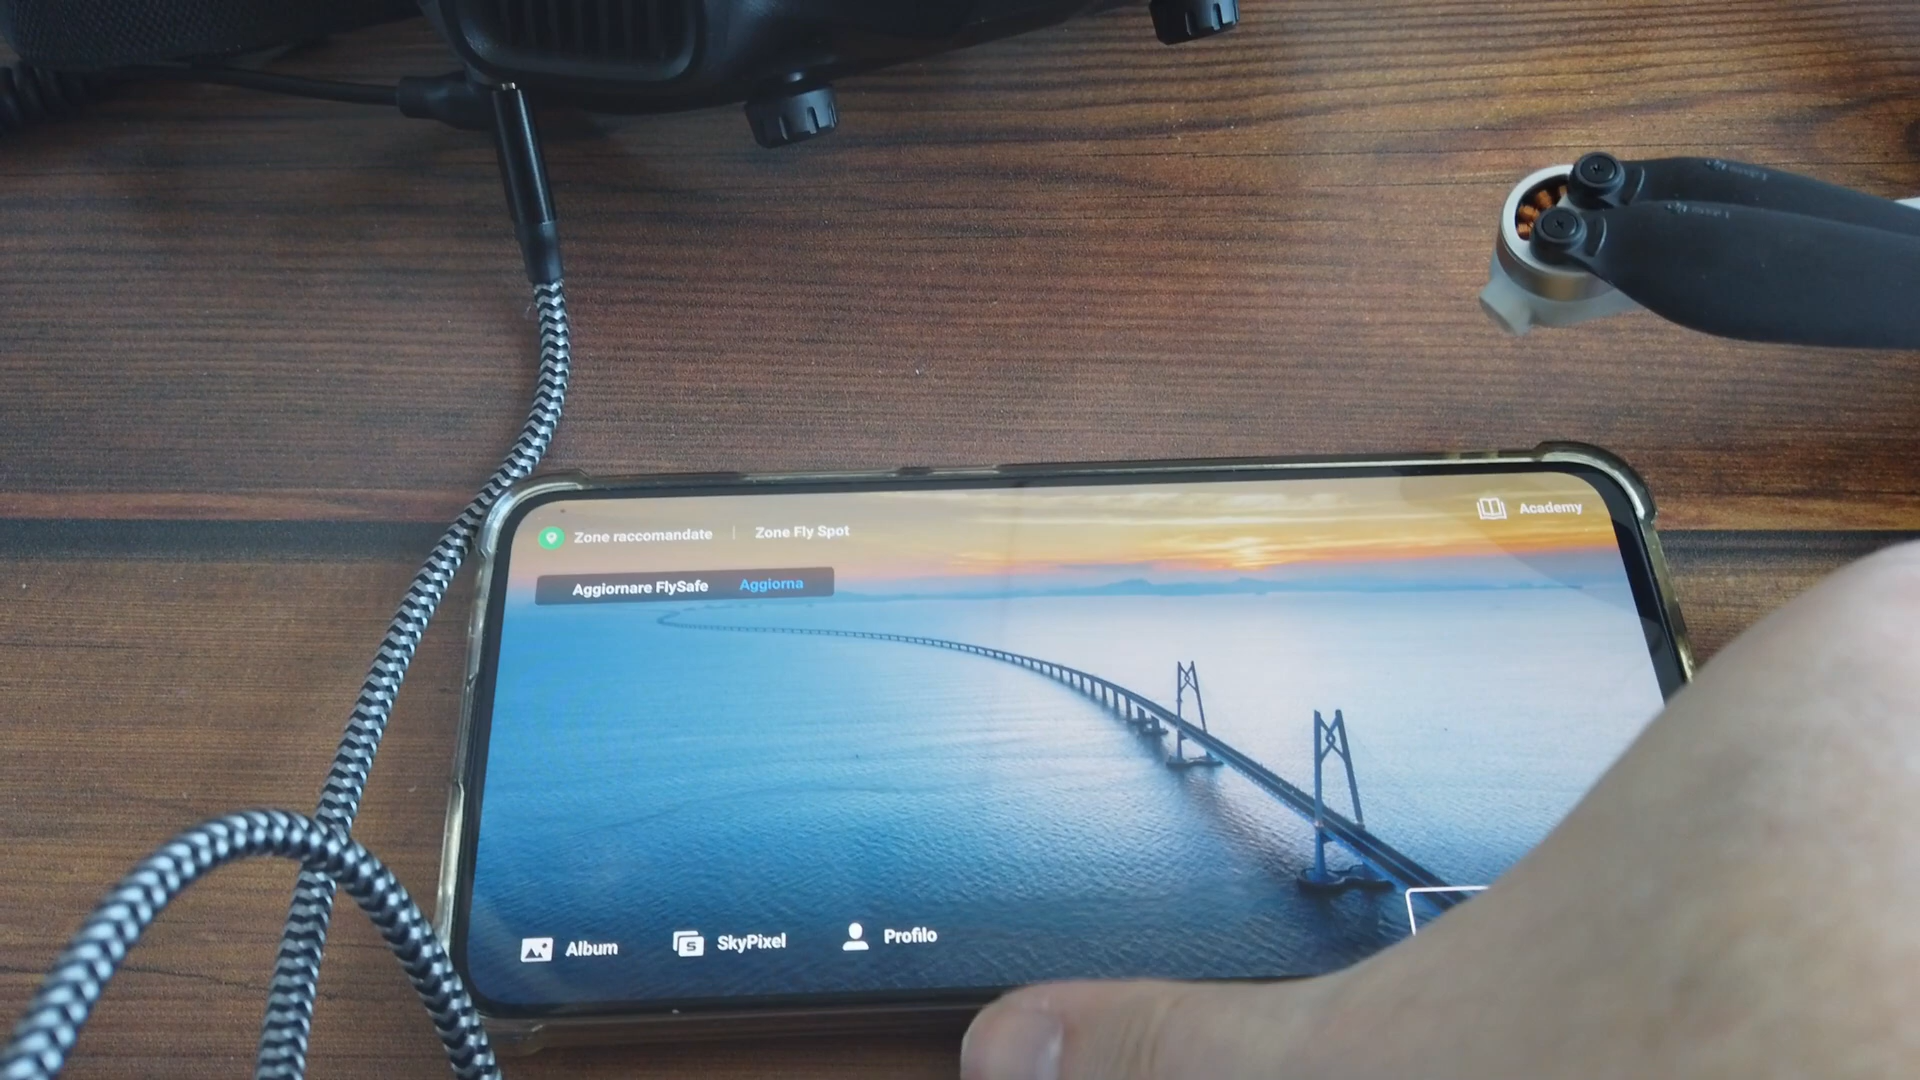 Zone raccomandate | Zone Fly Spot
Academy
Aggiornare FlySafe Aggiorna
Album
SkyPixel
Profilo